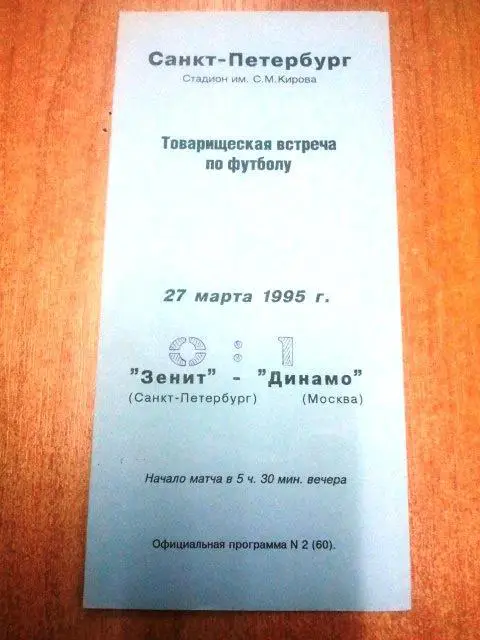 Санкт-Петербург
Стадион им. С.М.Кирова
Товарищеская встреча
по футболу
27 марта 1995 г.
0:1
"Зенит" - "Динамо"
(Санкт-Петербург) (Москва)
Начало матча в 5 ч. 30 мин. вечера
Официальная программа N 2 (60).